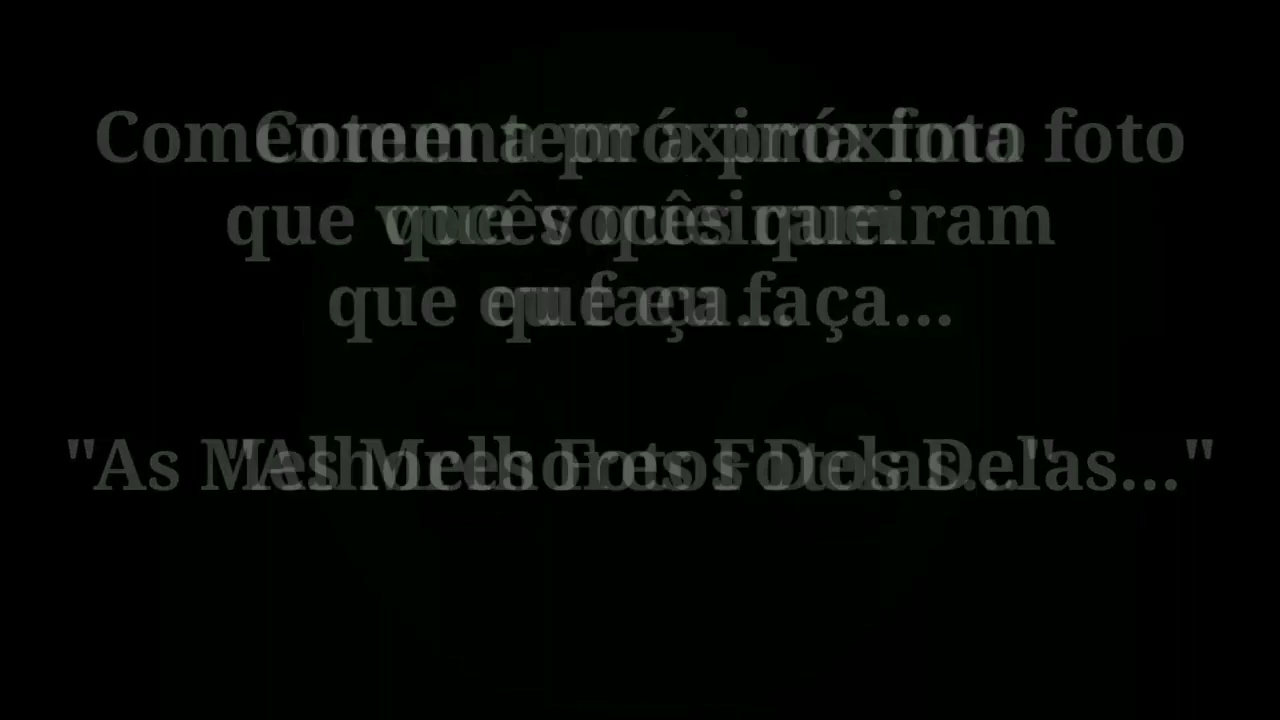 Comentem a próxima foto
que vocês queiram
que eu faça...
"As Melhores Fotos Delas..."